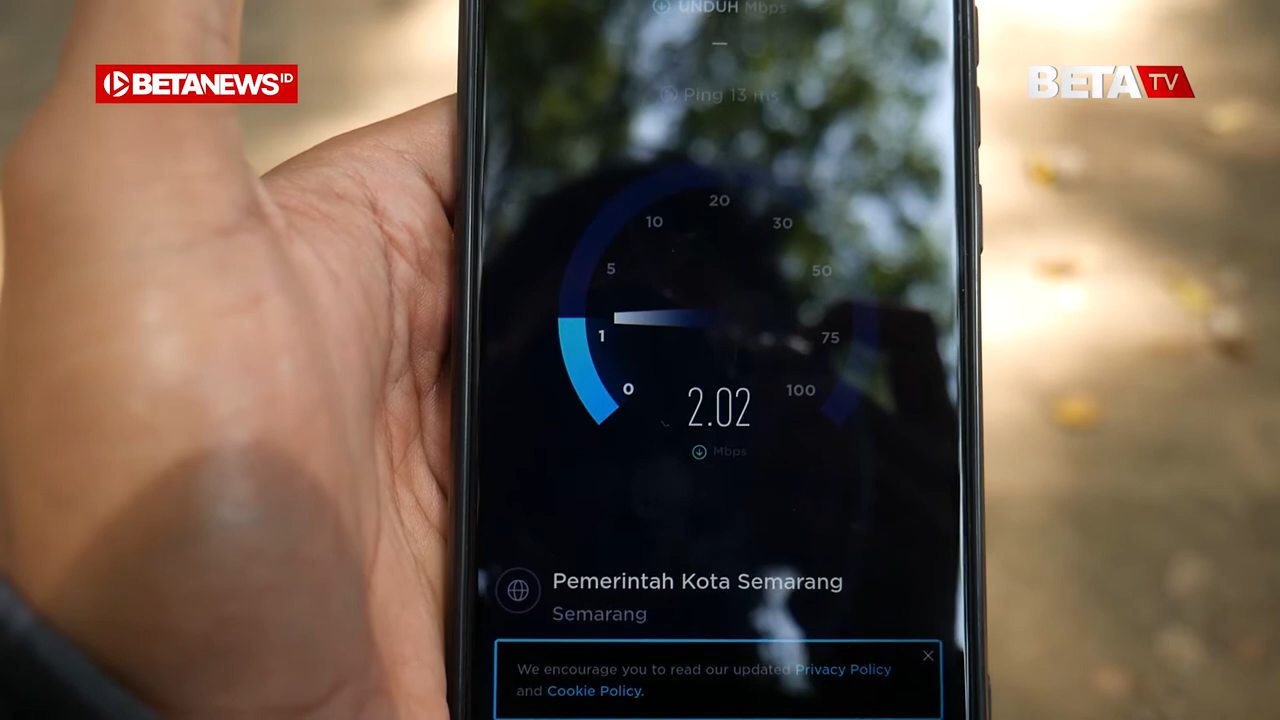 BETANEWS ID
BETA TV
UNDUH Mbps
—
Ping 13 ms
20
10
30
5
50
1
75
0
100
2.02
Mbps
Pemerintah Kota Semarang
Semarang
We encourage you to read our updated Privacy Policy
and Cookie Policy.